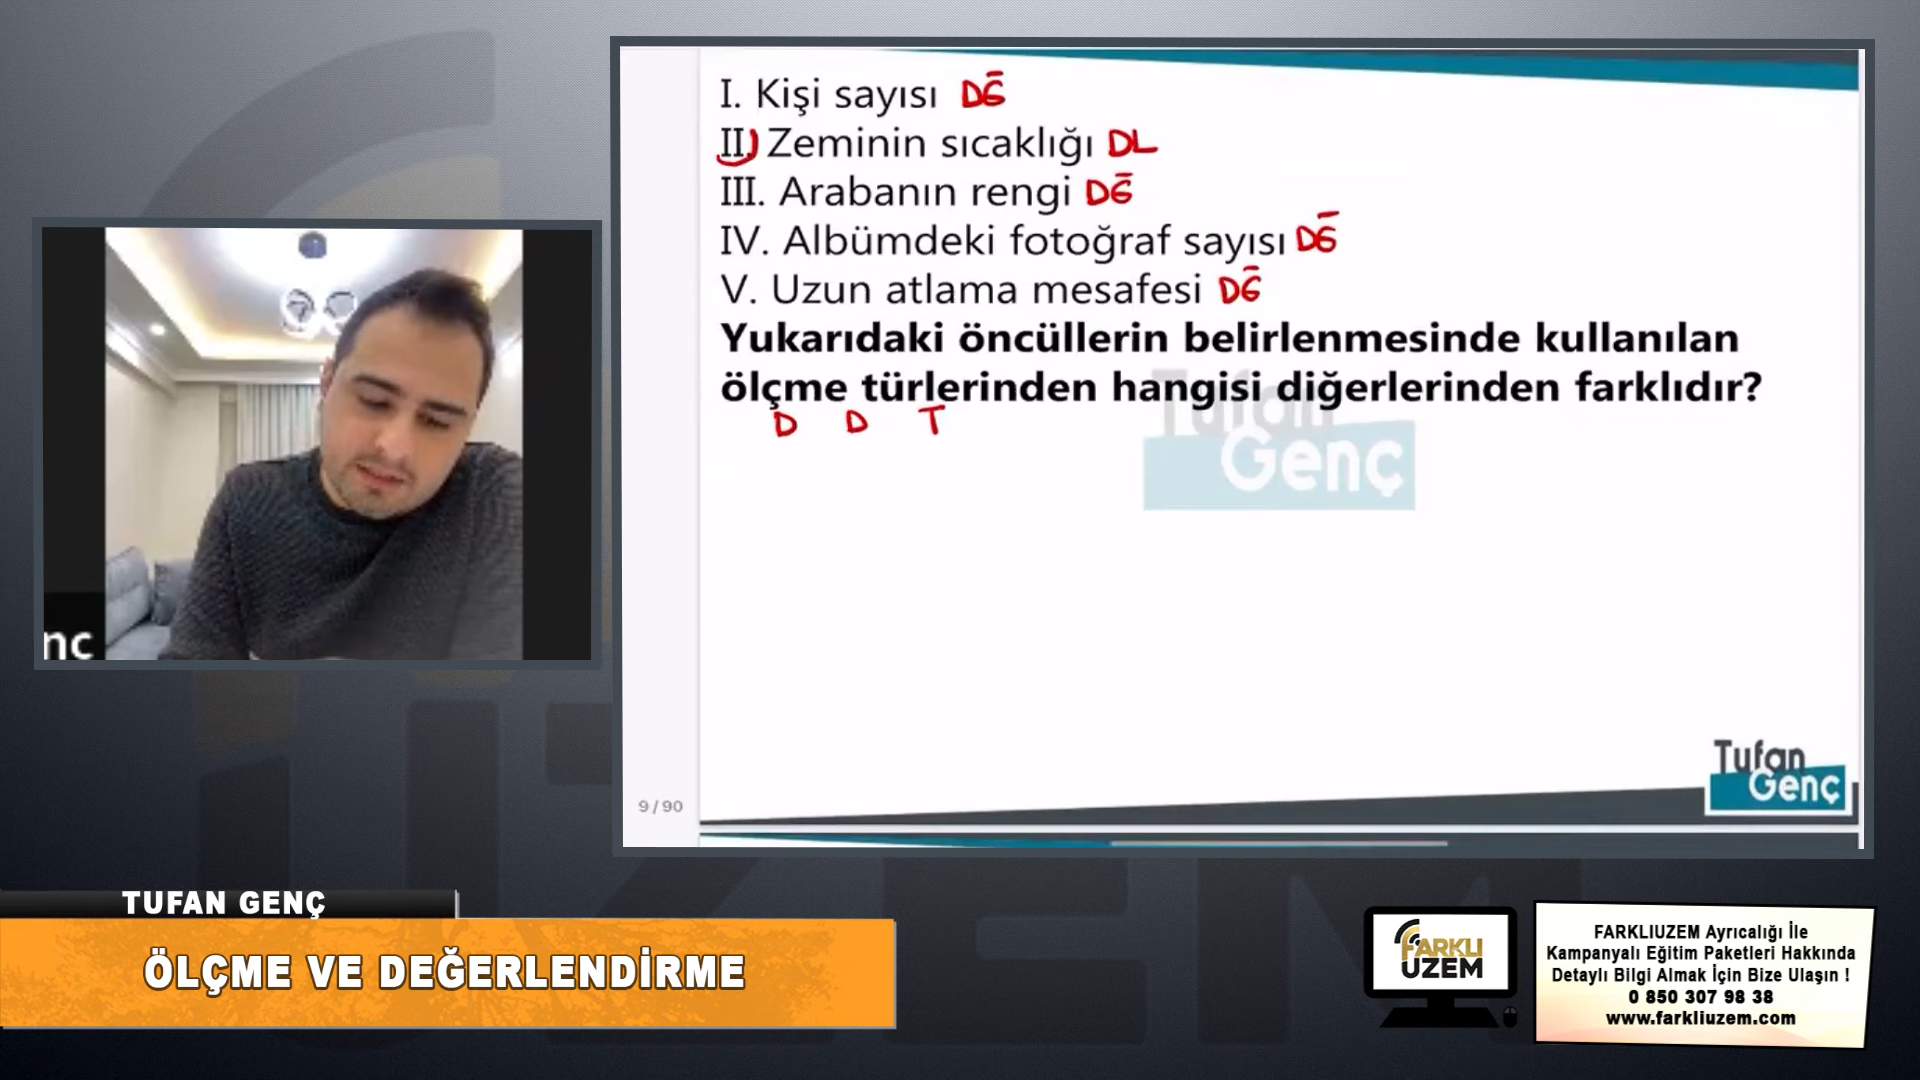 I. Kişi sayısı DĞ
II. Zeminin sıcaklığı DL
III. Arabanın rengi DĞ
IV. Albümdeki fotoğraf sayısı DĞ
V. Uzun atlama mesafesi DĞ
Yukarıdaki öncüllerin belirlenmesinde kullanılan
ölçme türlerinden hangisi diğerlerinden farklıdır?
D D T
Tufan
Genç
nç
Tufan
Genç
9 / 90
TUFAN GENÇ
ÖLÇME VE DEĞERLENDİRME
FARKLI
UZEM
FARKLIUZEM Ayrıcalığı İle
Kampanyalı Eğitim Paketleri Hakkında
Detaylı Bilgi Almak İçin Bize Ulaşın !
0 850 307 98 38
www.farkliuzem.com